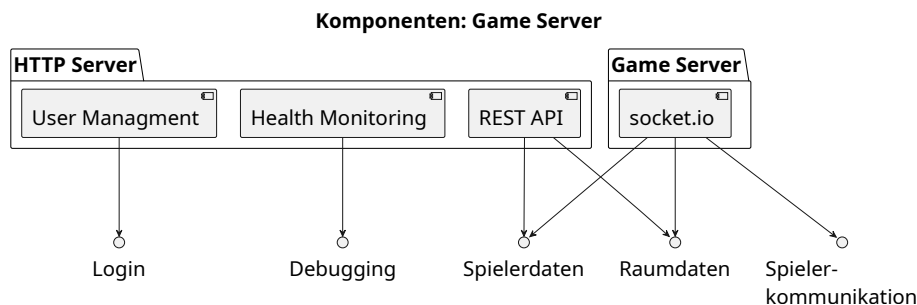 Komponenten: Game Server
HTTP Server
Game Server
User Managment
Health Monitoring
REST API
socket.io
Login
Debugging
Spielerdaten
Raumdaten
Spieler-
kommunikation